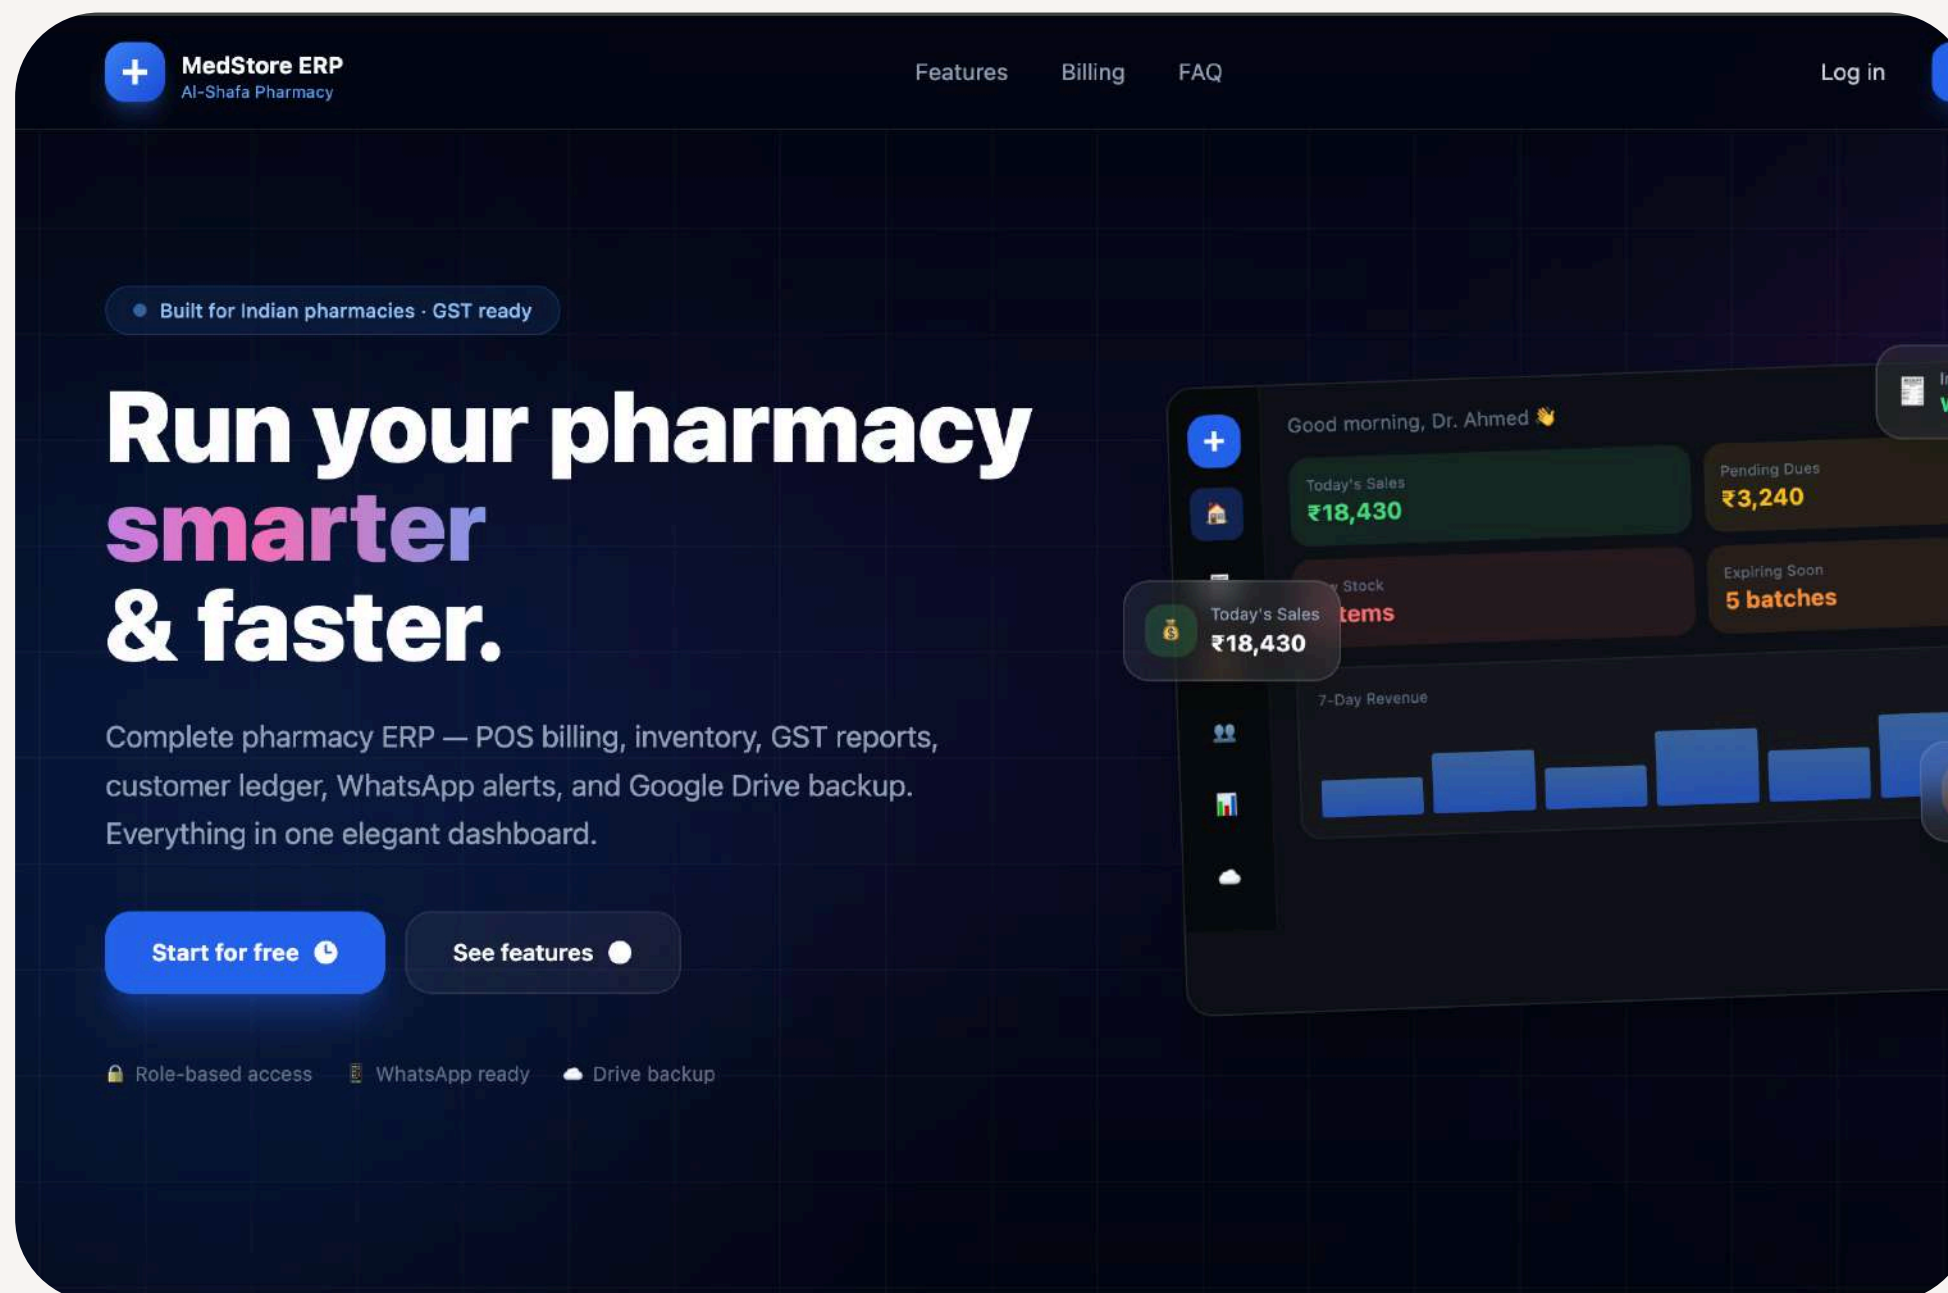 MedStore ERP
Al-Shafa Pharmacy
Features
Billing
FAQ
Log in
Built for Indian pharmacies · GST ready
Run your pharmacy
smarter
& faster.
Complete pharmacy ERP — POS billing, inventory, GST reports,
customer ledger, WhatsApp alerts, and Google Drive backup.
Everything in one elegant dashboard.
Start for free
See features
Role-based access
WhatsApp ready
Drive backup
Good morning, Dr. Ahmed 👋
Today's Sales
₹18,430
Pending Dues
₹3,240
Stock
Expiring Soon
5 batches
Today's Sales
₹18,430
7-Day Revenue